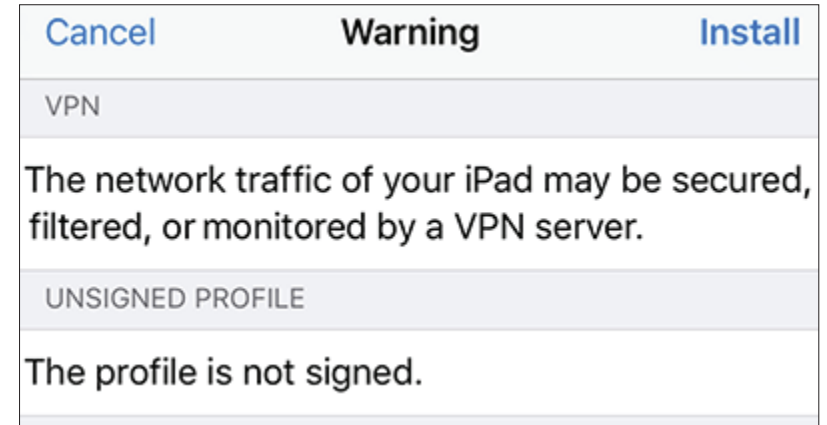 Cancel Warning Install
VPN
The network traffic of your iPad may be secured,
filtered, or monitored by a VPN server.
UNSIGNED PROFILE
The profile is not signed.